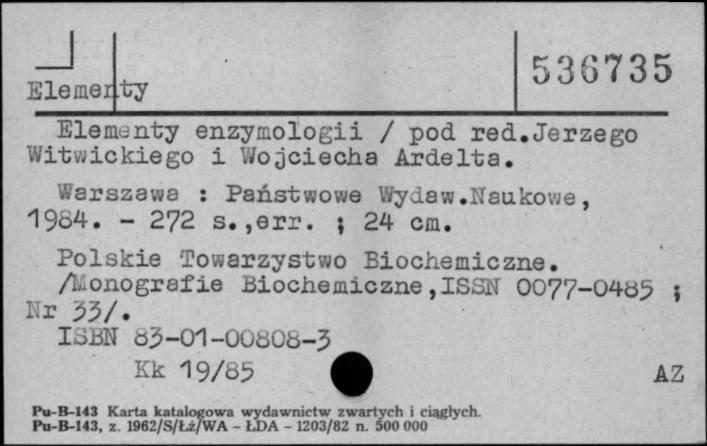 536735
Elementy
Elementy enzymologii / pod red.Jerzego
Witwickiego i Wojciecha Ardelta.
Warszawa : Państwowe Wydaw.Naukowe,
1984. - 272 s.,err. ; 24 cm.
Polskie Towarzystwo Biochemiczne.
/Monografie Biochemiczne,ISSN 0077-0485 ;
Nr 33/.
ISBN 83-01-00808-3
Kk 19/85 AZ
Pu-B-143 Karta katalogowa wydawnictw zwartych i ciągłych.
Pu-B-143, z. 1962/S/Łż/WA - ŁDA - 1203/82 n. 500 000